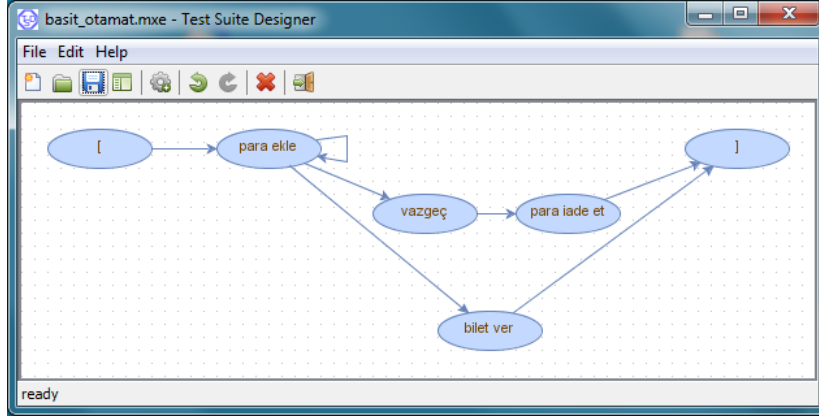 basit_otamat.mxe - Test Suite Designer
File Edit Help
[
para ekle
]
vazgeç
para iade et
bilet ver
ready